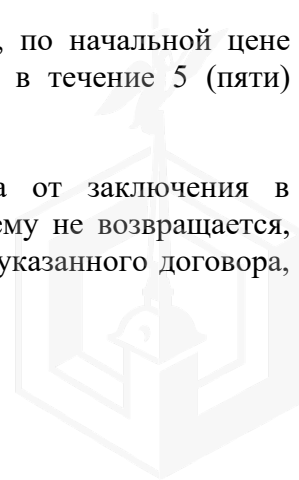 , по начальной цене
в течение 5 (пяти)
от заключения в
ему не возвращается,
указанного договора,